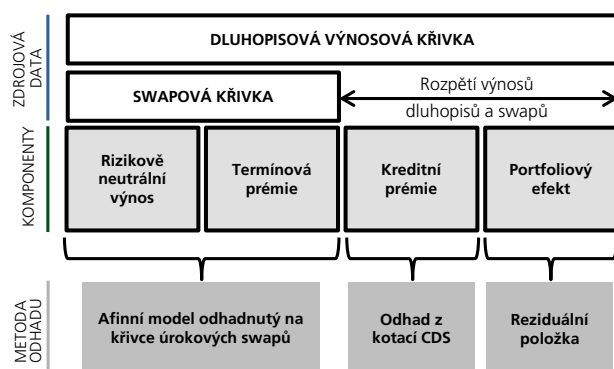 ZDROJOVÁ
DATA
DLUHOPISOVÁ VÝNOSOVÁ KŘIVKA
SWAPOVÁ KŘIVKA
Rozpětí výnosů
dluhopisů a swapů
KOMPONENTY
Rizikově
neutrální
výnos
Termínová
prémie
Kreditní
prémie
Portfoliový
efekt
METODA
ODHADU
Afinní model odhadnutý na
křivce úrokových swapů
Odhad z
kotací CDS
Reziduální
položka